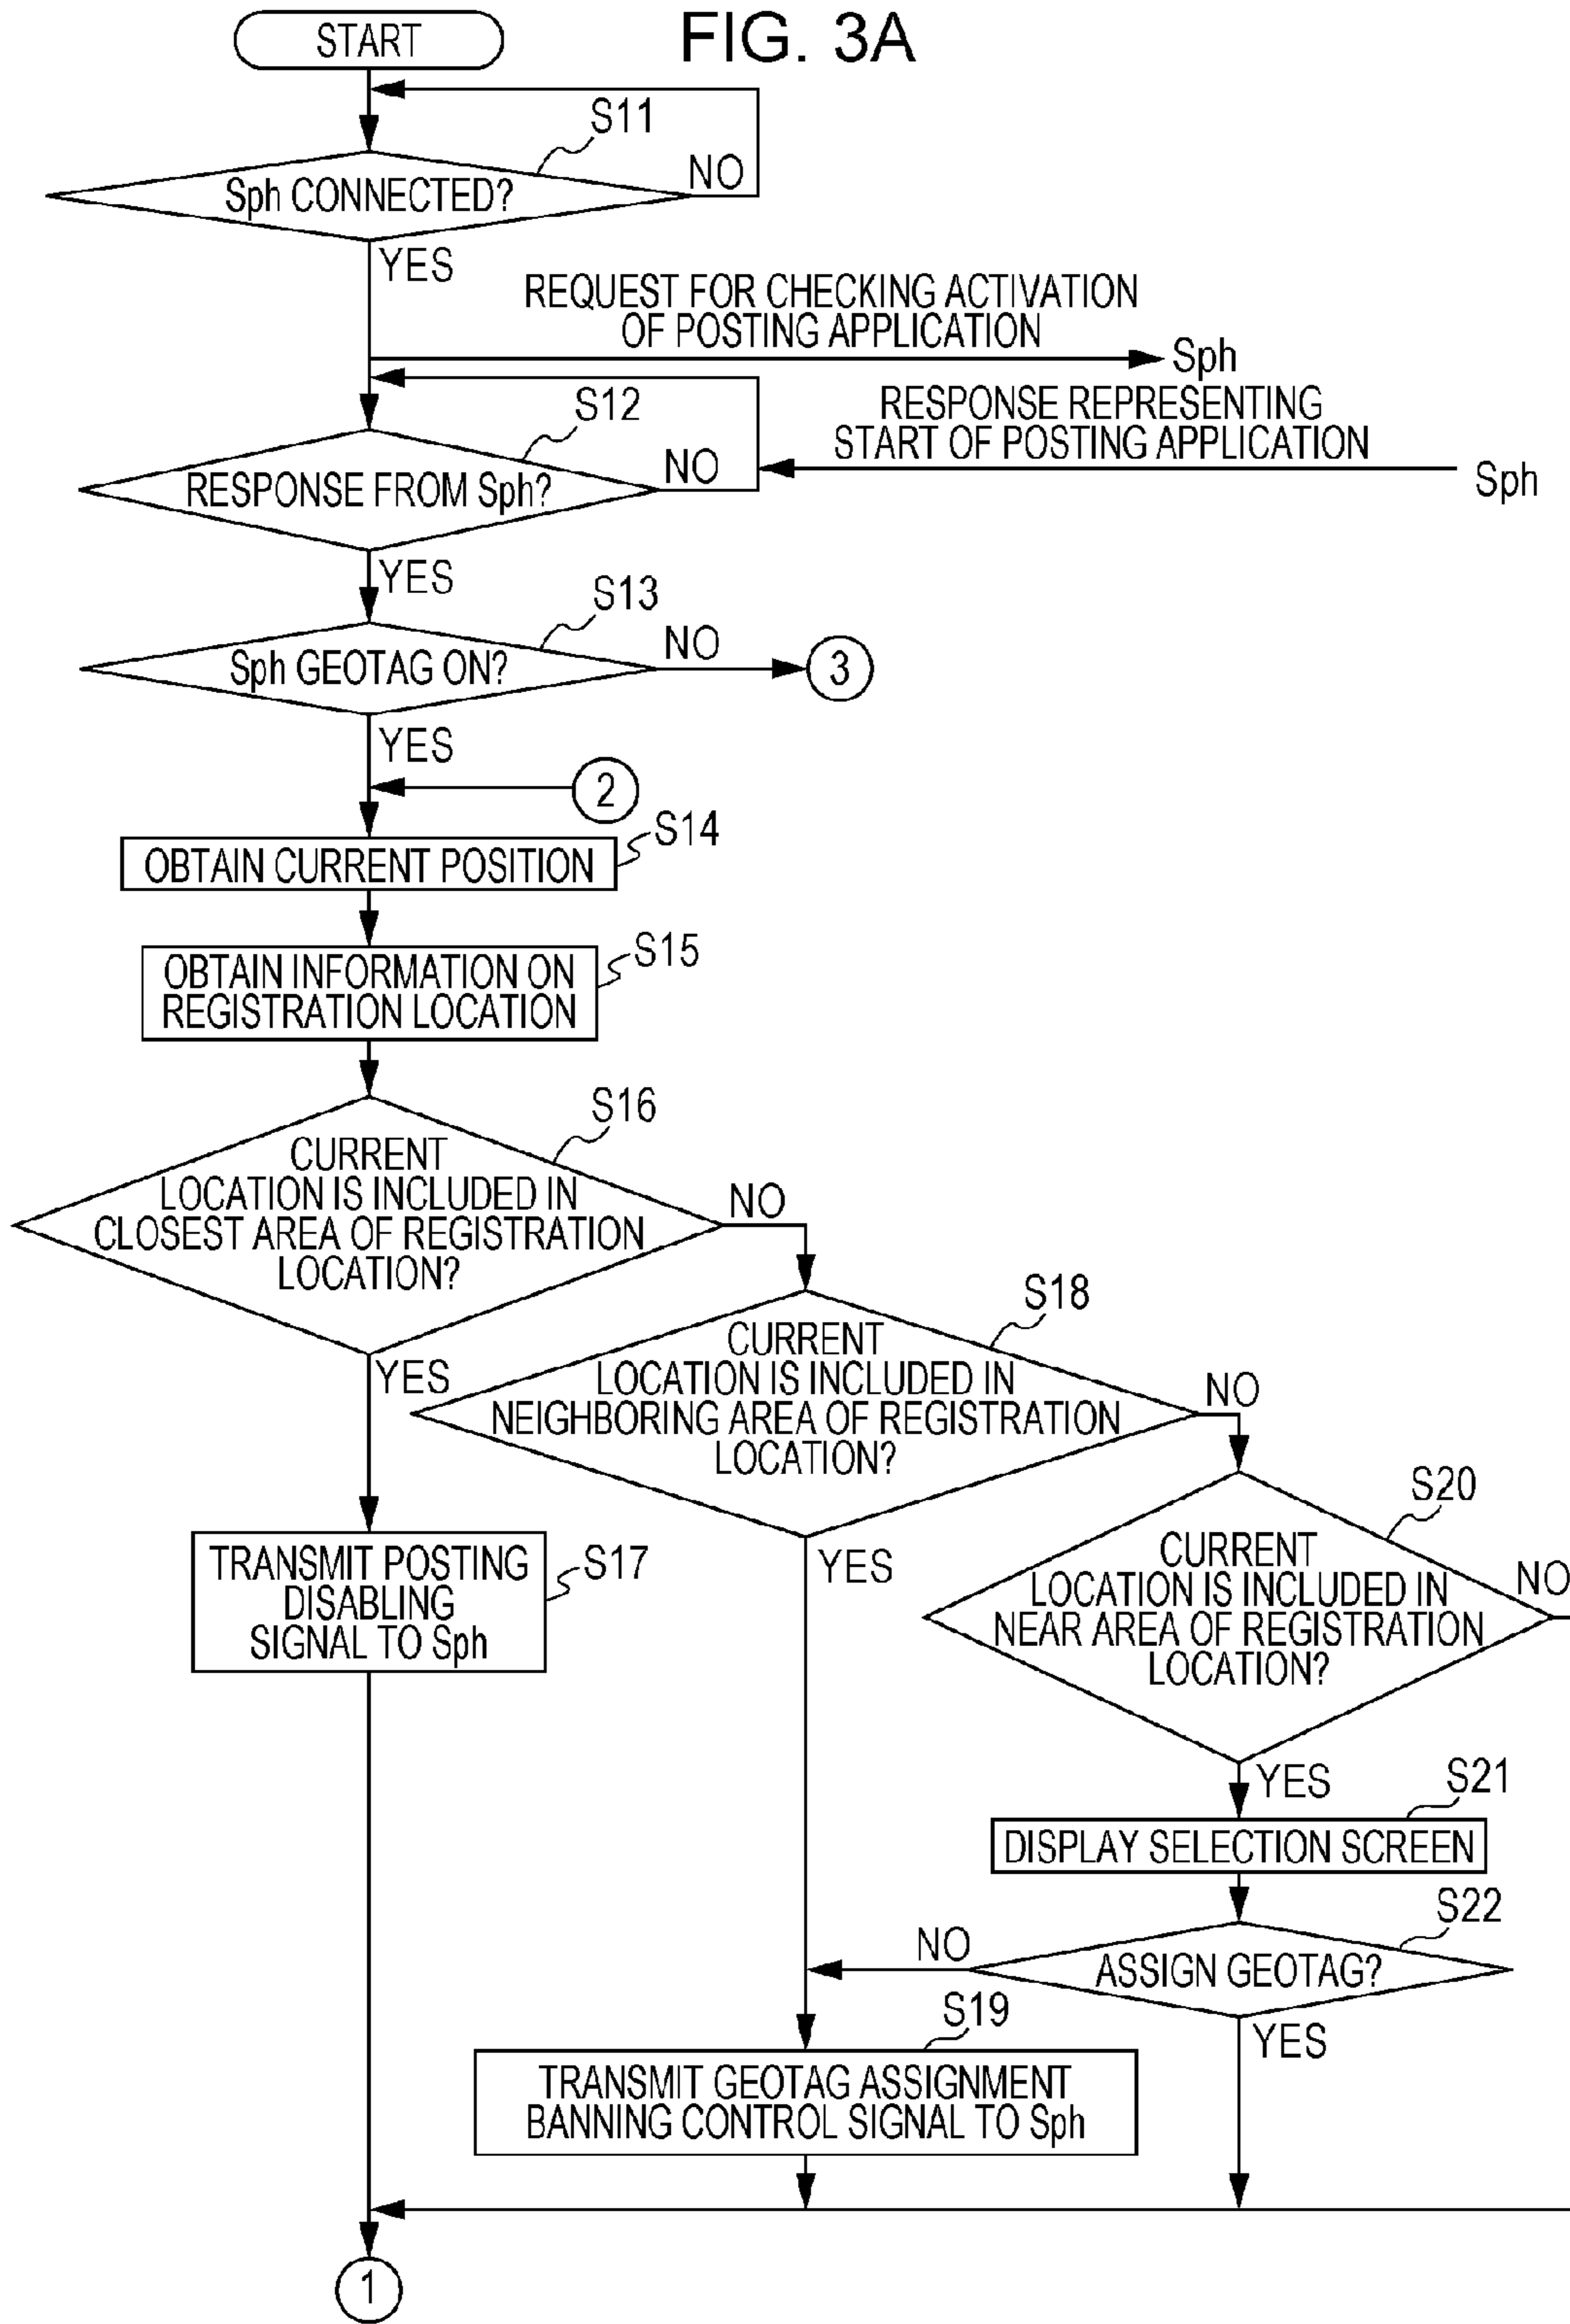 FIG. 3A
START
S11
Sph CONNECTED?
NO
YES
REQUEST FOR CHECKING ACTIVATION
OF POSTING APPLICATION
Sph
S12
RESPONSE FROM Sph?
NO
RESPONSE REPRESENTING
START OF POSTING APPLICATION
Sph
YES
S13
Sph GEOTAG ON?
NO
3
YES
2
S14
OBTAIN CURRENT POSITION
S15
OBTAIN INFORMATION ON
REGISTRATION LOCATION
S16
CURRENT
LOCATION IS INCLUDED IN
CLOSEST AREA OF REGISTRATION
LOCATION?
NO
YES
S18
CURRENT
LOCATION IS INCLUDED IN
NEIGHBORING AREA OF REGISTRATION
LOCATION?
NO
YES
S17
TRANSMIT POSTING
DISABLING
SIGNAL TO Sph
S20
CURRENT
LOCATION IS INCLUDED IN
NEAR AREA OF REGISTRATION
LOCATION?
NO
YES
S21
DISPLAY SELECTION SCREEN
S22
ASSIGN GEOTAG?
NO
YES
S19
TRANSMIT GEOTAG ASSIGNMENT
BANNING CONTROL SIGNAL TO Sph
1